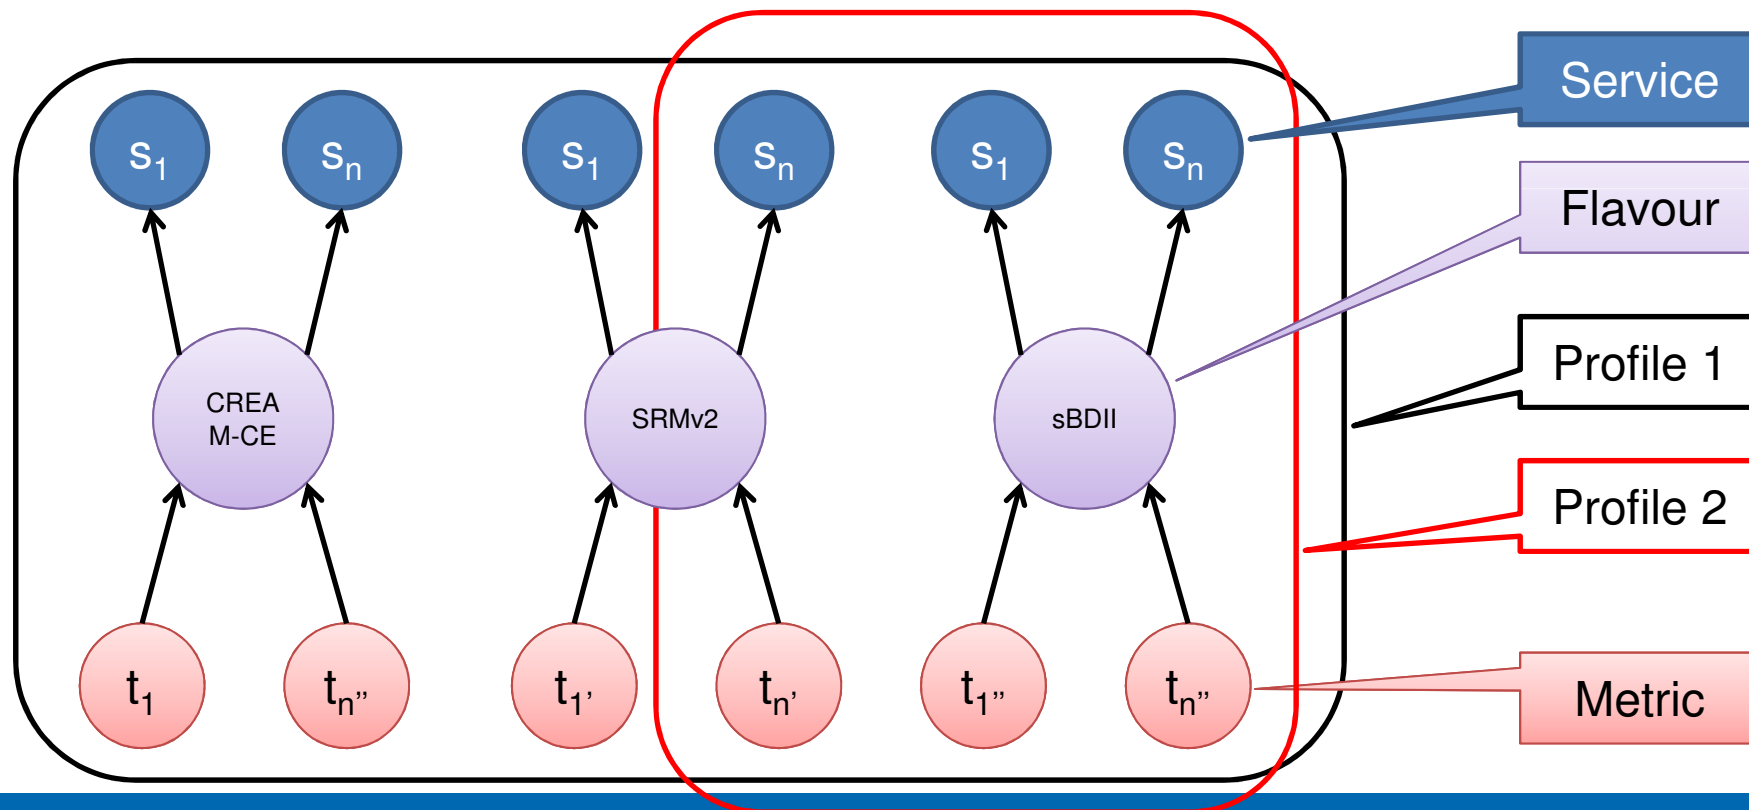 s1 sn s1 sn s1 sn
Service
Flavour
Profile 1
CREA
M-CE
SRMv2
sBDII
Profile 2
t1 tn” t1’ tn’ t1” tn”
Metric